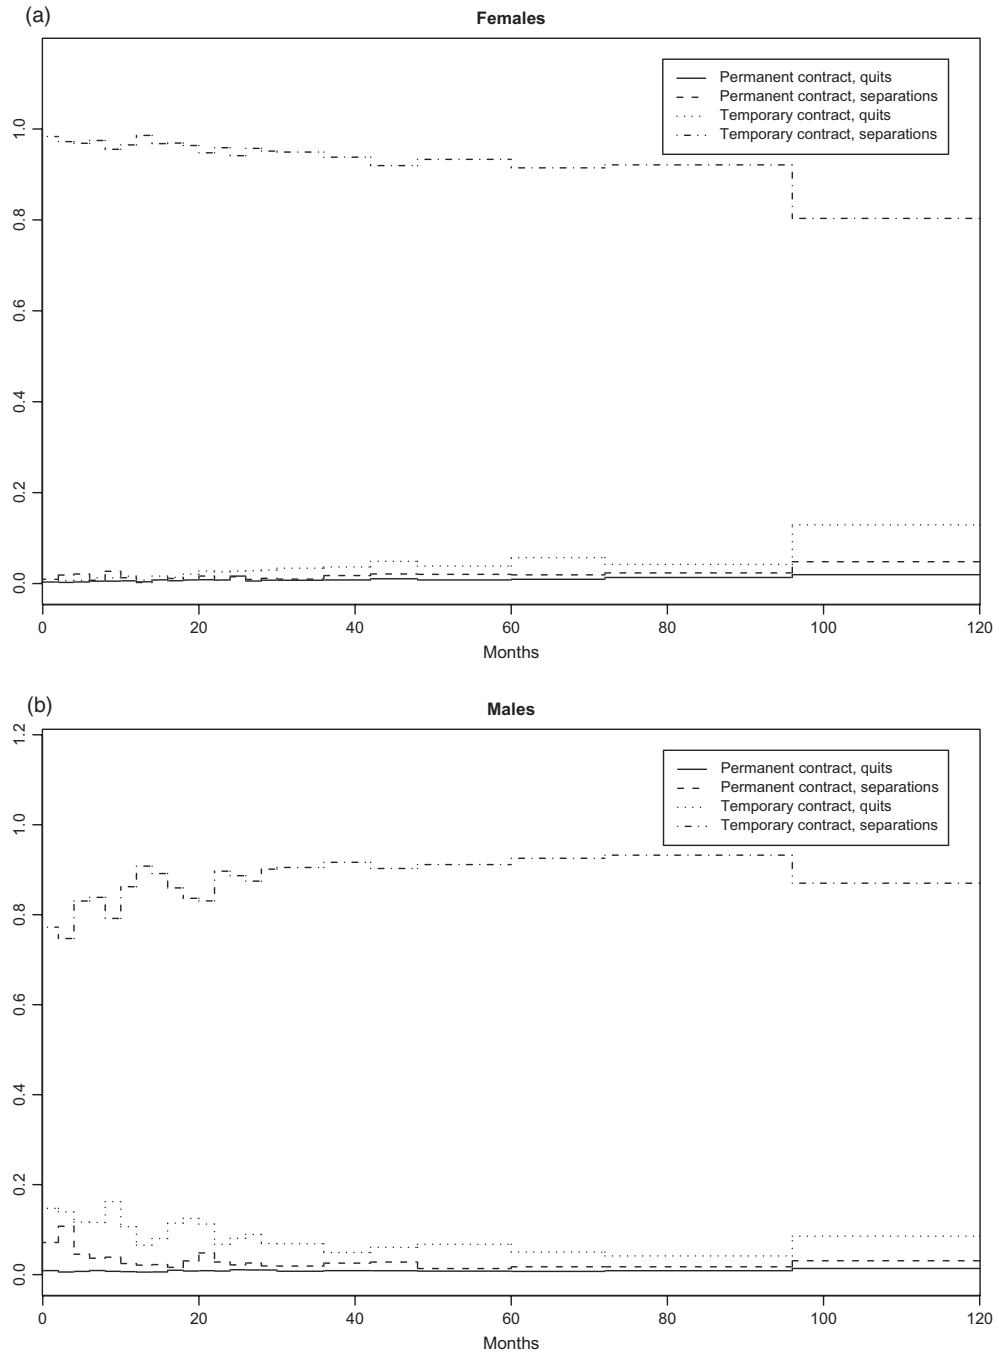 (a)
Females
Permanent contract, quits
Permanent contract, separations
Temporary contract, quits
Temporary contract, separations
1.0
0.8
0.6
0.4
0.2
0.0
0 20 40 60 80 100 120
Months
(b)
Males
Permanent contract, quits
Permanent contract, separations
Temporary contract, quits
Temporary contract, separations
1.2
1.0
0.8
0.6
0.4
0.2
0.0
0 20 40 60 80 100 120
Months